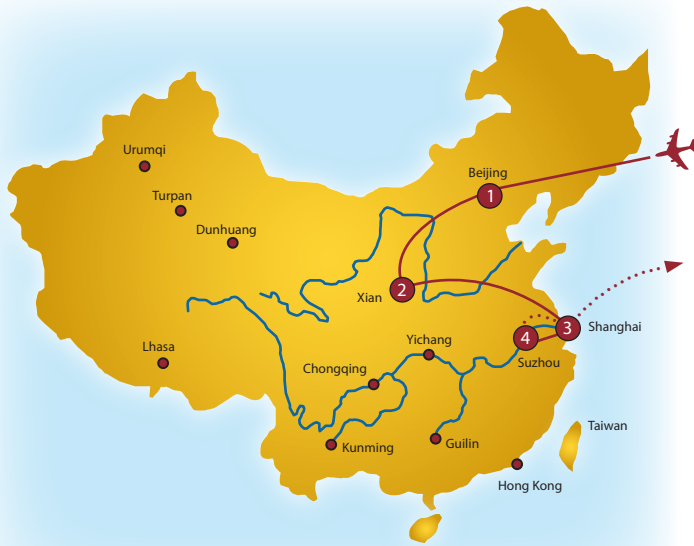 Urumqi
Beijing
1
Turpan
Dunhuang
2
Xian
3
Shanghai
4
Yichang
Lhasa
Suzhou
Chongqing
Taiwan
Kunming
Guilin
Hong Kong